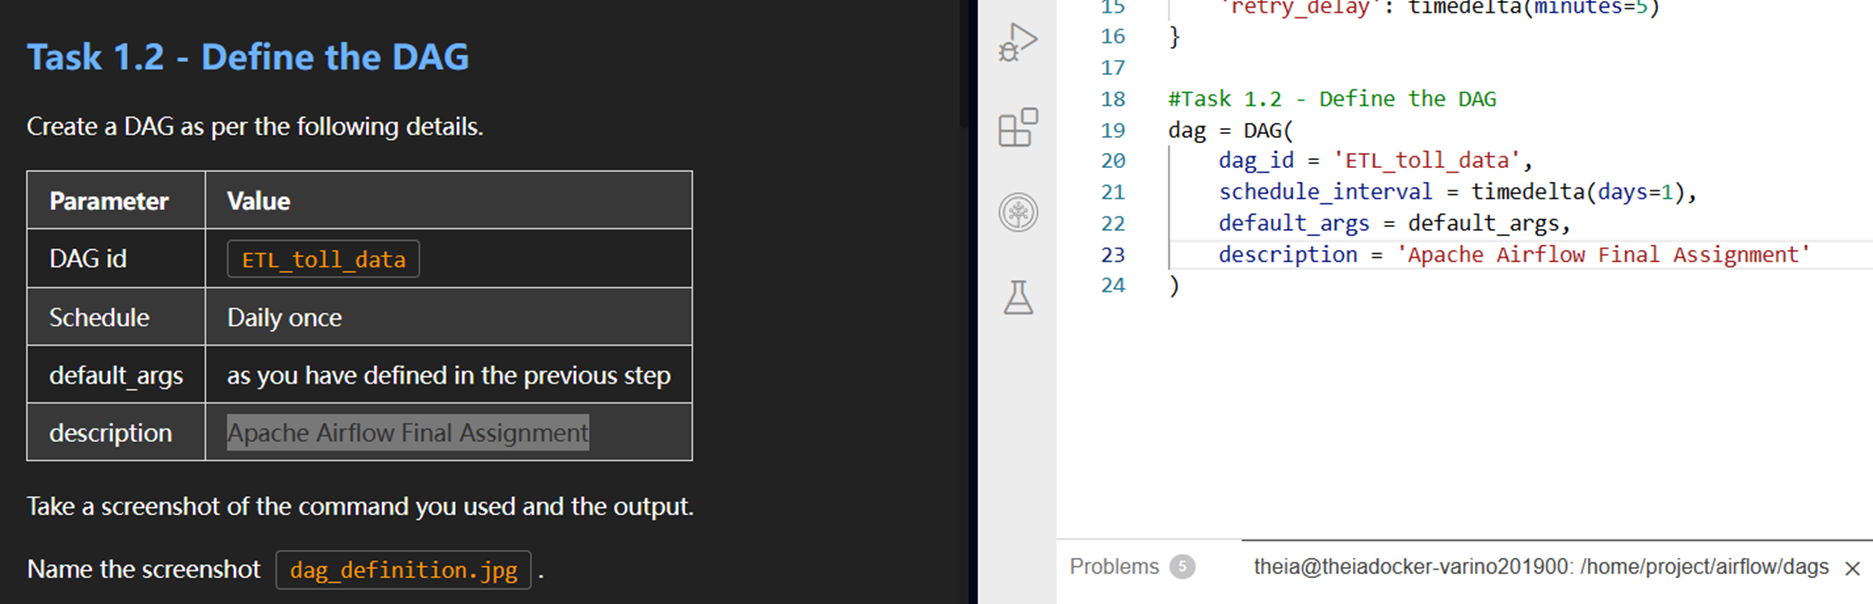 Task 1.2 - Define the DAG
Create a DAG as per the following details.
Parameter Value
DAG id ETL_toll_data
Schedule Daily once
default_args as you have defined in the previous step
description Apache Airflow Final Assignment
Take a screenshot of the command you used and the output.
Name the screenshot dag_definition.jpg .
15 'retry_delay': timedelta(minutes=5)
16 }
17
18 #Task 1.2 - Define the DAG
19 dag = DAG(
20 dag_id = 'ETL_toll_data',
21 schedule_interval = timedelta(days=1),
22 default_args = default_args,
23 description = 'Apache Airflow Final Assignment'
24 )
Problems 5 theia@theiadocker-varino201900: /home/project/airflow/dags